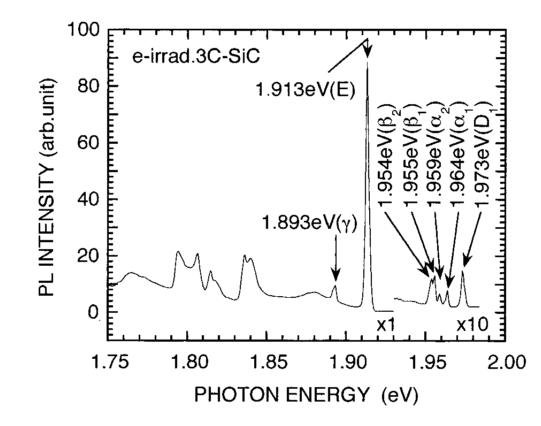 100
80
60
40
20
0
PL INTENSITY (arb.unit)
e-irrad.3C-SiC
1.913eV(E)
1.893eV(γ)
1.954eV(β₂)
1.955eV(β₁)
1.959eV(α₂)
1.964eV(α₁)
1.973eV(D₁)
x1
x10
1.75 1.80 1.85 1.90 1.95 2.00
PHOTON ENERGY (eV)